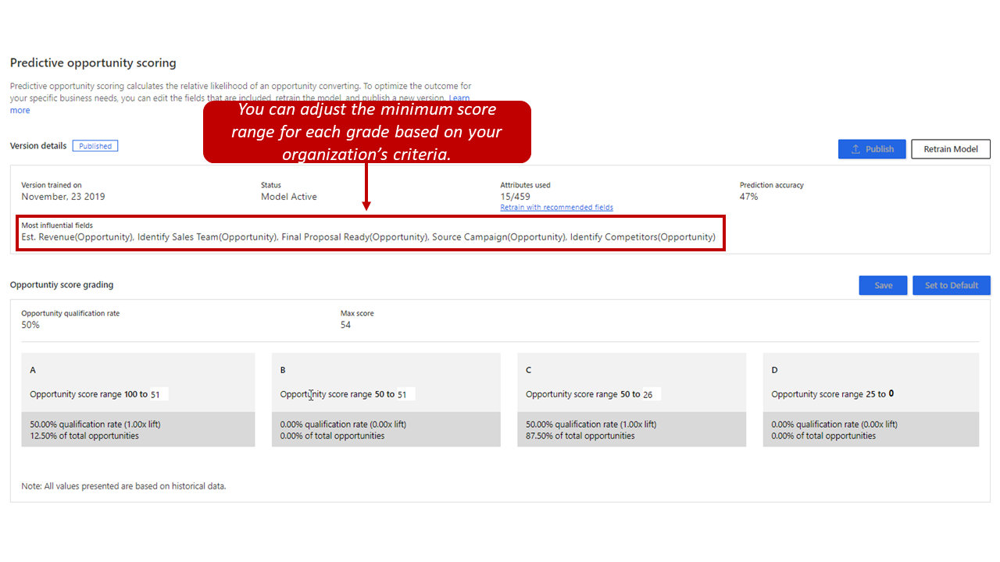 Predictive opportunity scoring
Predictive opportunity scoring calculates the relative likelihood of an opportunity converting. To optimize the outcome for
your specific business needs, you can edit the fields that are included, retrain the model, and publish a new version. Learn
more
You can adjust the minimum score
range for each grade based on your
organization’s criteria.
Version details Published
Publish Retrain Model
Version trained on Status Attributes used Prediction accuracy
November, 23 2019 Model Active 15/459 47%
Retrain with recommended fields
Most influential fields
Est. Revenue(Opportunity), Identify Sales Team(Opportunity), Final Proposal Ready(Opportunity), Source Campaign(Opportunity), Identify Competitors(Opportunity)
Opportuntiy score grading
Save Set to Default
Opportunity qualification rate Max score
50% 54
A
Opportunity score range 100 to 51
50.00% qualification rate (1.00x lift)
12.50% of total opportunities
B
Opportunity score range 50 to 51
0.00% qualification rate (0.00x lift)
0.00% of total opportunities
C
Opportunity score range 50 to 26
50.00% qualification rate (1.00x lift)
87.50% of total opportunities
D
Opportunity score range 25 to 0
0.00% qualification rate (0.00x lift)
0.00% of total opportunities
Note: All values presented are based on historical data.